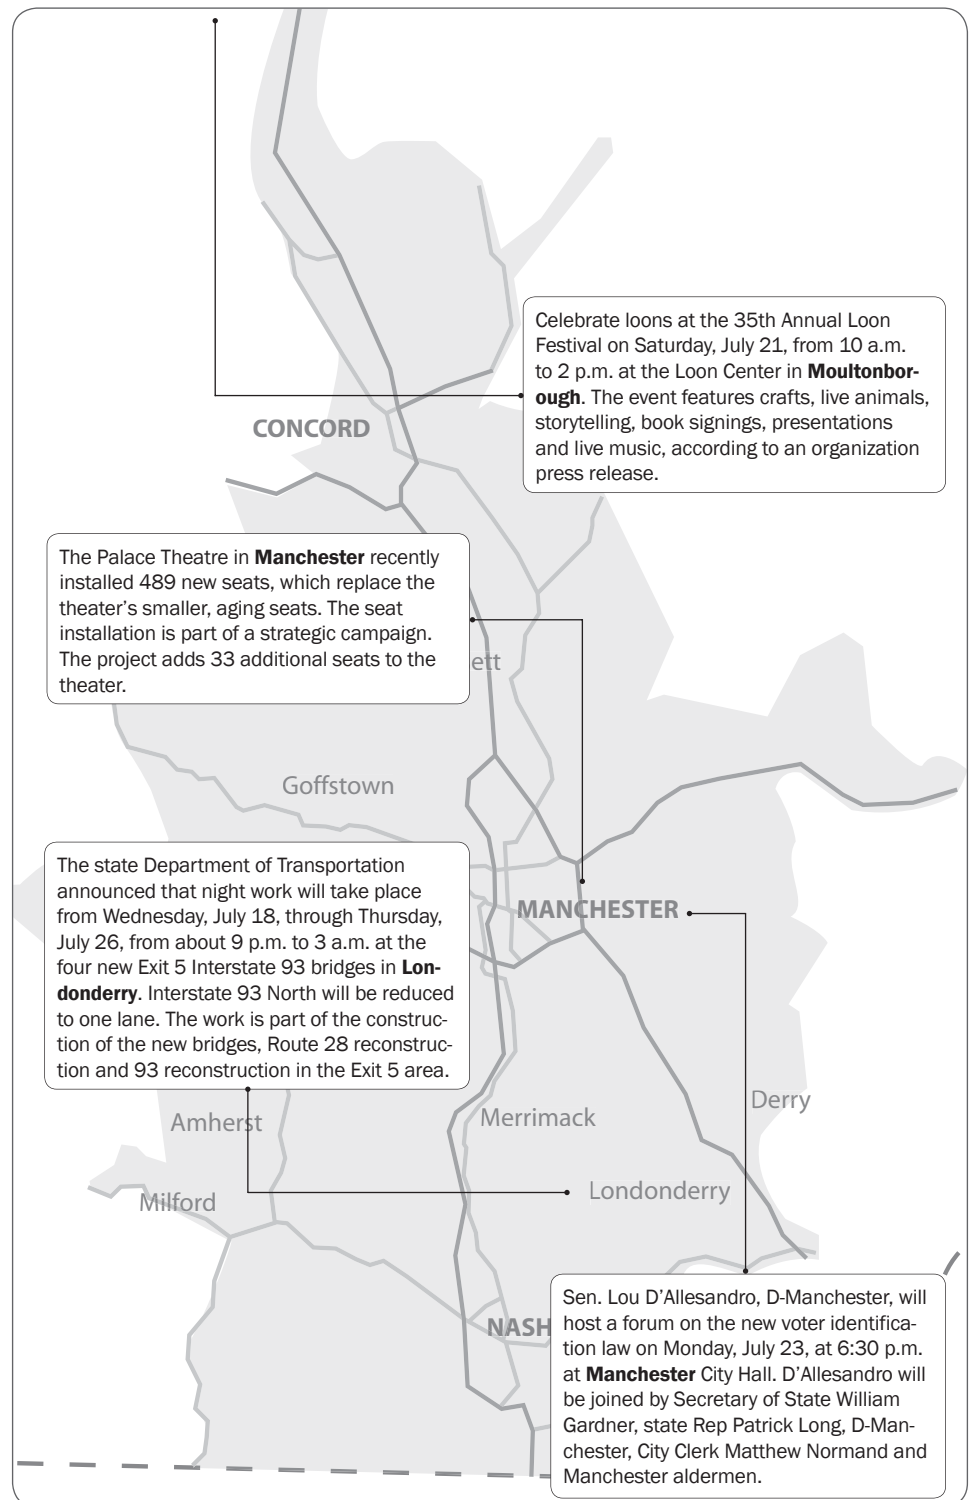 Celebrate loons at the 35th Annual Loon
Festival on Saturday, July 21, from 10 a.m.
to 2 p.m. at the Loon Center in Moultonbor-
ough. The event features crafts, live animals,
storytelling, book signings, presentations
and live music, according to an organization
press release.
CONCORD
The Palace Theatre in Manchester recently
installed 489 new seats, which replace the
theater’s smaller, aging seats. The seat
installation is part of a strategic campaign.
The project adds 33 additional seats to the
theater.
ett
Goffstown
The state Department of Transportation
announced that night work will take place
from Wednesday, July 18, through Thursday,
July 26, from about 9 p.m. to 3 a.m. at the
four new Exit 5 Interstate 93 bridges in Lon-
donderry. Interstate 93 North will be reduced
to one lane. The work is part of the construc-
tion of the new bridges, Route 28 reconstruc-
tion and 93 reconstruction in the Exit 5 area.
MANCHESTER
Derry
Amherst
Merrimack
Londonderry
Milford
NASH
Sen. Lou D’Allesandro, D-Manchester, will
host a forum on the new voter identifica-
tion law on Monday, July 23, at 6:30 p.m.
at Manchester City Hall. D’Allesandro will
be joined by Secretary of State William
Gardner, state Rep Patrick Long, D-Man-
chester, City Clerk Matthew Normand and
Manchester aldermen.